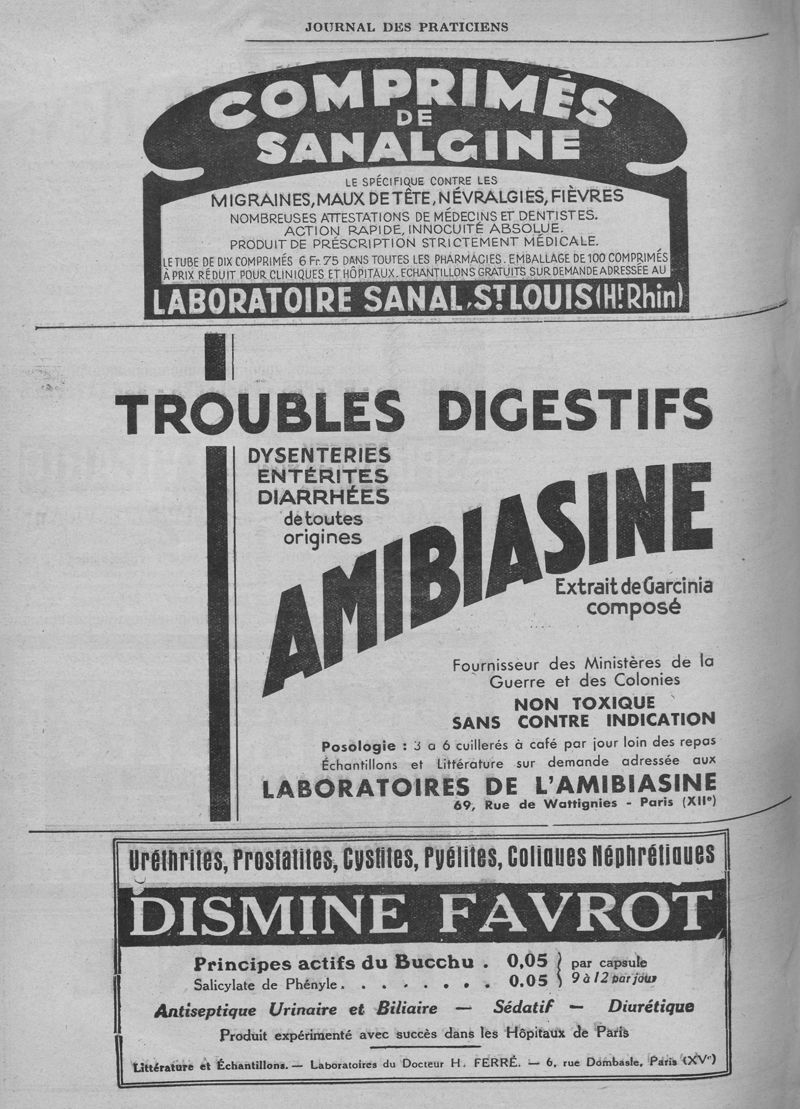 JOURNAL DES PRATICIENS
COMPRIMÉS
DE
SANALGINE
LE SPÉCIFIQUE CONTRE LES
MIGRAINES, MAUX DE TÊTE, NÉVRALGIES, FIÈVRES
NOMBREUSES ATTESTATIONS DE MÉDECINS ET DENTISTES.
ACTION RAPIDE, INNOCUITÉ ABSOLUE.
PRODUIT DE PRÉSCRIPTION STRICTEMENT MÉDICALE.
LE TUBE DE DIX COMPRIMÉS 6 Fr. 75 DANS TOUTES LES PHARMACIES. EMBALLAGE DE 100 COMPRIMÉS
À PRIX RÉDUIT POUR CLINIQUES ET HÔPITAUX. ECHANTILLONS GRATUITS SUR DEMANDE ADRESSÉE AU
LABORATOIRE SANAL, ST LOUIS (Ht Rhin)
TROUBLES DIGESTIFS
DYSENTERIES
ENTÉRITES
DIARRHÉES
de toutes
origines
AMIBIASINE
Extrait de Garcinia
composé
Fournisseur des Ministères de la
Guerre et des Colonies
NON TOXIQUE
SANS CONTRE INDICATION
Posologie : 3 a 6 cuillerés à café par jour loin des repas
Échantillons et Littérature sur demande adressée aux
LABORATOIRES DE L'AMIBIASINE
69, Rue de Wattignies - Paris (XIIe)
Uréthrites, Prostatites, Cystites, Pyélites, Coliques Néphrétiques
DISMINE FAVROT
Principes actifs du Bucchu . 0,05 } par capsule
Salicylate de Phényle. . . . . . . . 0.05 } 9 à 12 par jour
Antiseptique Urinaire et Biliaire — Sédatif — Diurétique
Produit expérimenté avec succès dans les Hôpitaux de Paris
Littérature et Échantillons. — Laboratoires du Docteur H. FERRÉ. — 6, rue Dombasle, Paris (XVe)